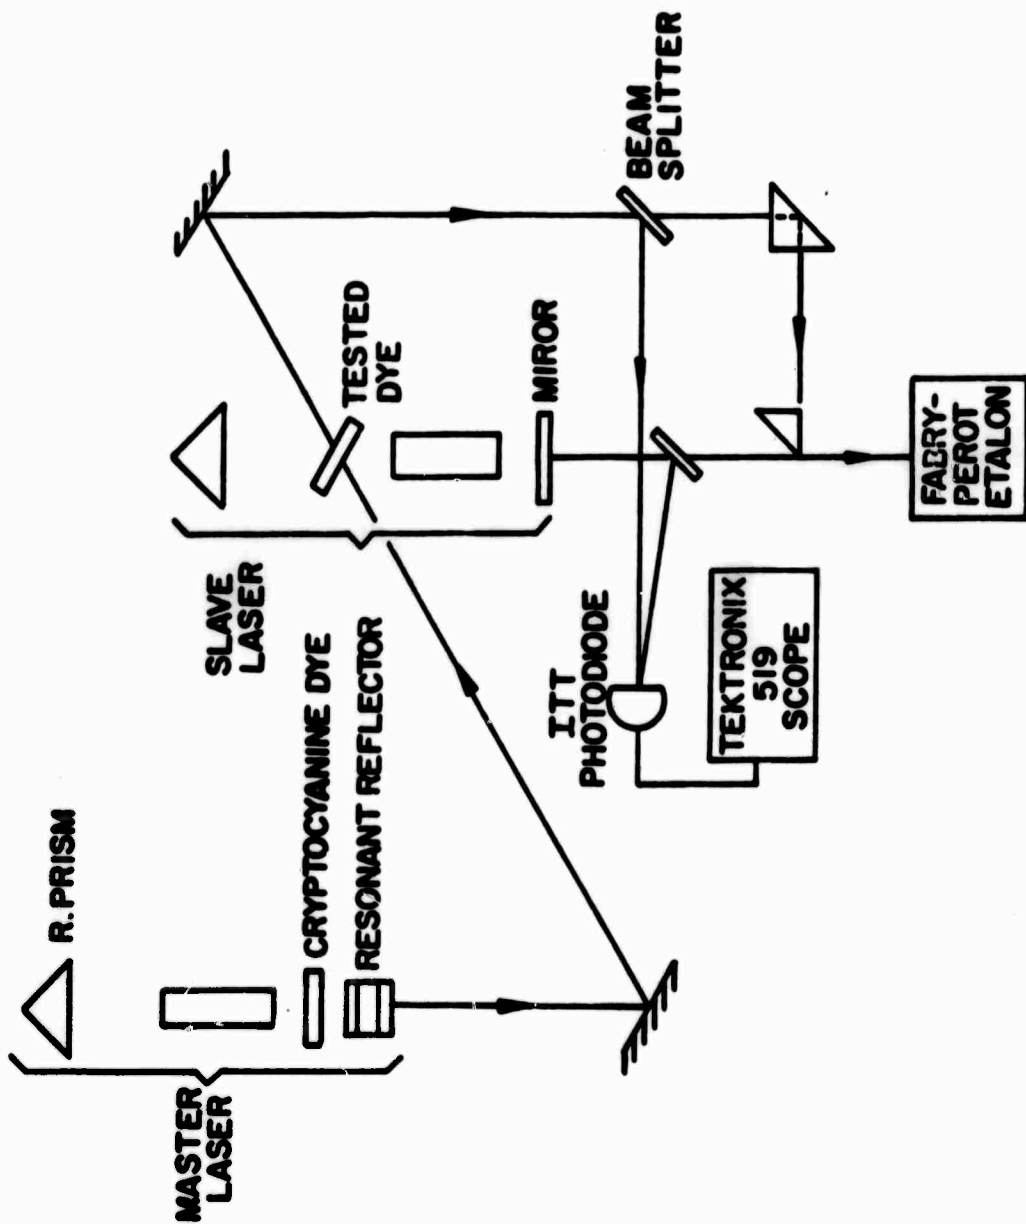 MASTER
LASER
R. PRISM
CRYPTOCYANINE DYE
RESONANT REFLECTOR
SLAVE
LASER
TESTED
DYE
MIROR
ITT
PHOTODIODE
TEKTRONIX
519
SCOPE
BEAM
SPLITTER
FABRY-
PEROT
ETALON